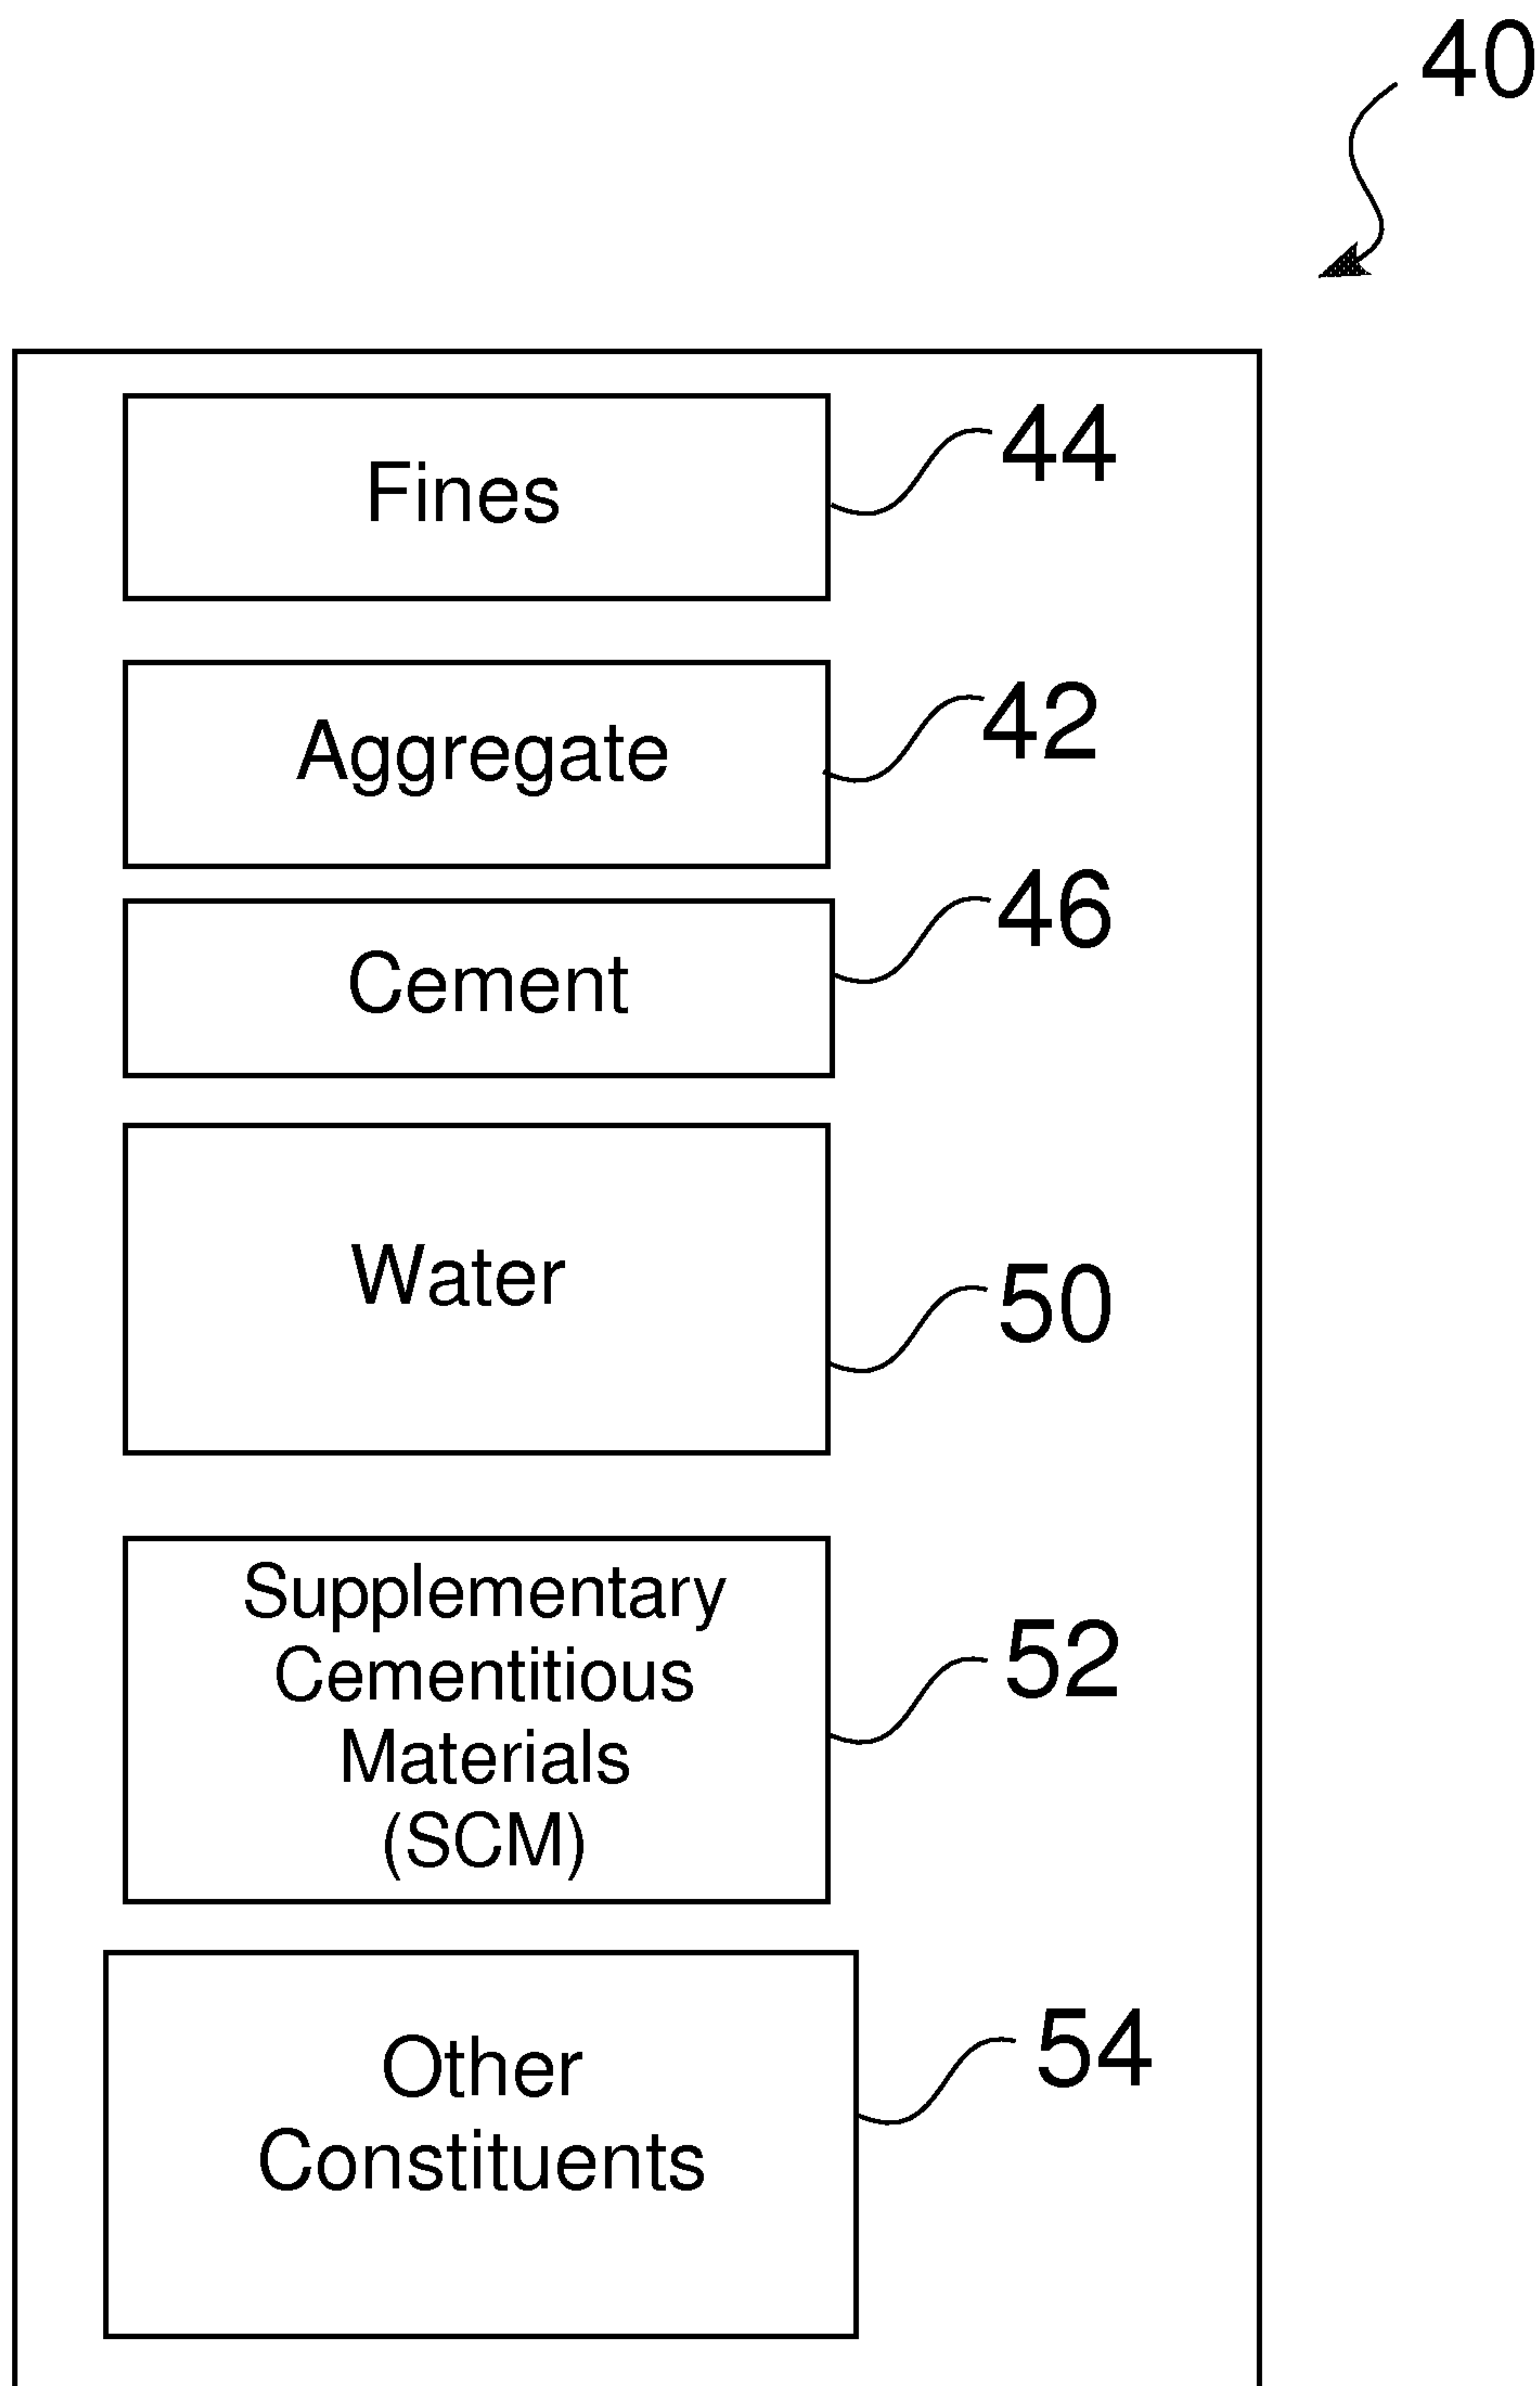 40
Fines
44
Aggregate
42
Cement
46
Water
50
Supplementary
Cementitious
Materials
(SCM)
52
Other
Constituents
54